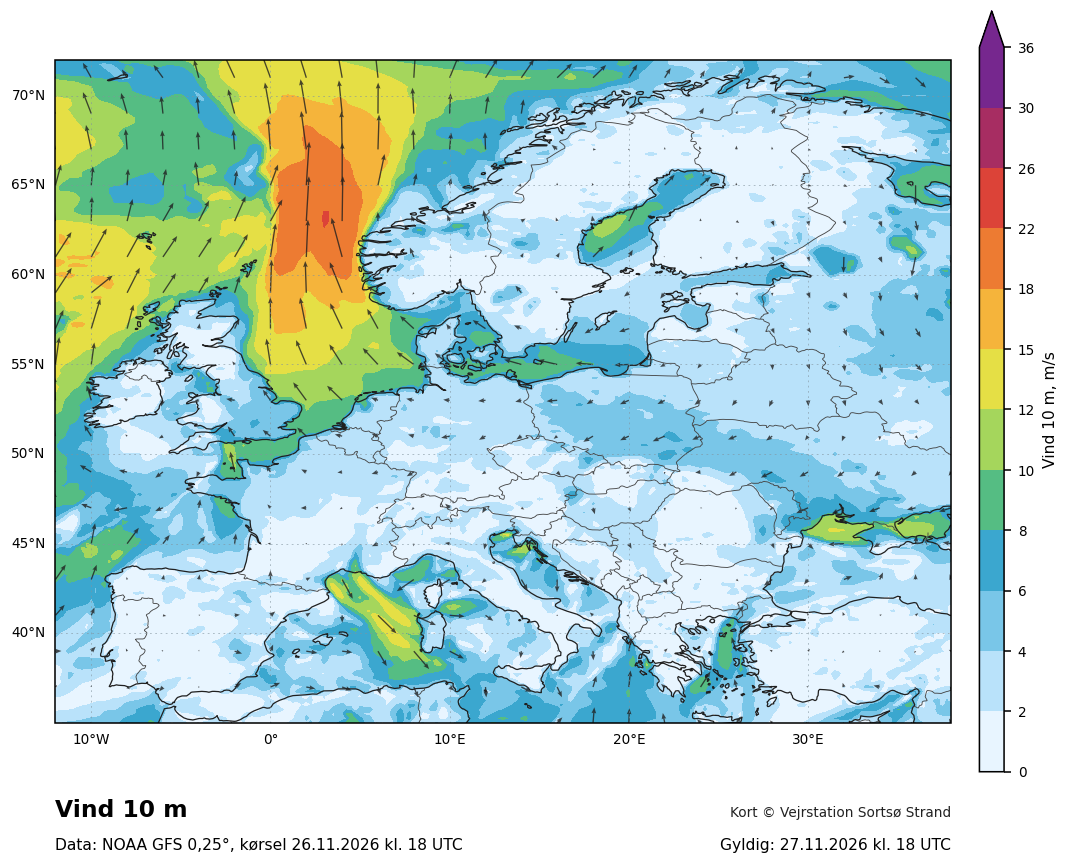 70°N
65°N
60°N
55°N
50°N
45°N
40°N
10°W
0°
10°E
20°E
30°E
36
30
26
22
18
15
12
10
8
6
4
2
0
Vind 10 m, m/s
Vind 10 m
Kort © Vejrstation Sortsø Strand
Data: NOAA GFS 0,25°, kørsel 26.11.2026 kl. 18 UTC
Gyldig: 27.11.2026 kl. 18 UTC